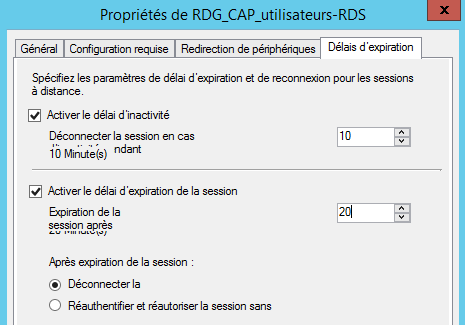 Propriétés de RDG_CAP_utilisateurs-RDS
x
Général Configuration requise Redirection de périphériques Délais d'expiration
Spécifiez les paramètres de délai d'expiration et de reconnexion pour les sessions
à distance.
Activer le délai d'inactivité
Déconnecter la session en cas 10
ndant
10 Minute(s)
Activer le délai d'expiration de la session
Expiration de la 20
session après
Après expiration de la session :
Déconnecter la
Réauthentifier et réautoriser la session sans